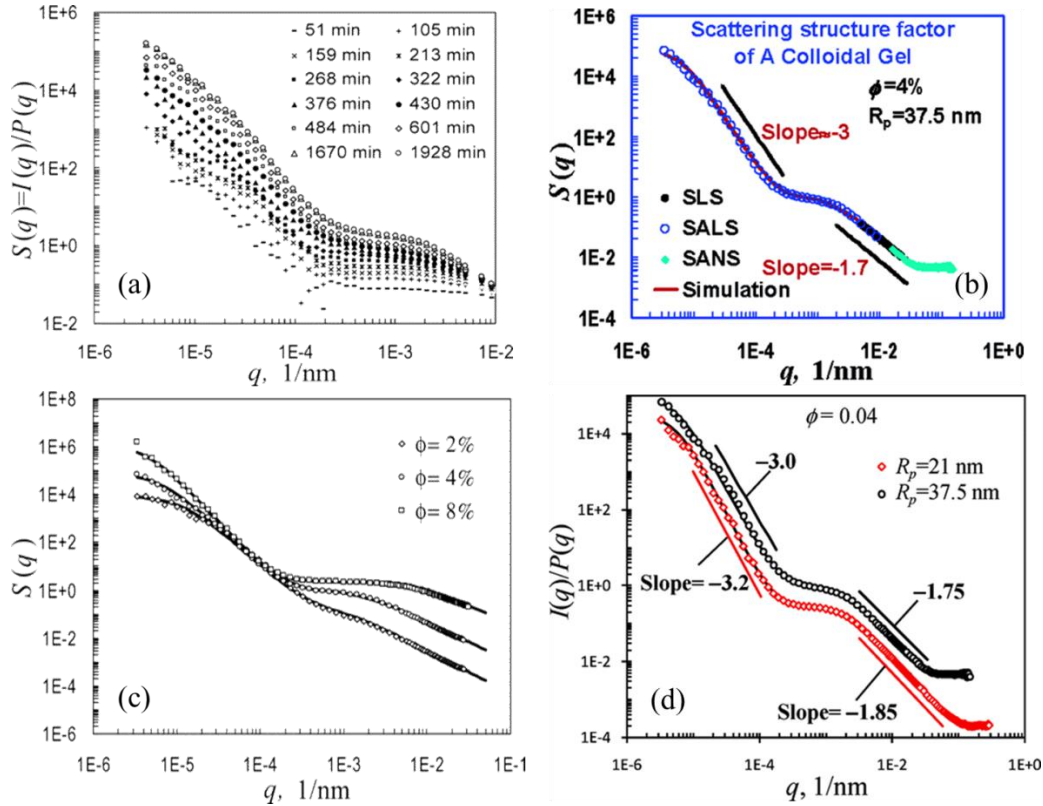 S(q)=I(q)/P(q)
1E+6
1E+4
1E+2
1E+0
1E-2
51 min 105 min
159 min 213 min
268 min 322 min
376 min 430 min
484 min 601 min
1670 min 1928 min
(a)
1E-6 1E-5 1E-4 1E-3 1E-2
q, 1/nm
S(q)
1E+6
1E+4
1E+2
1E+0
1E-2
1E-4
Scattering structure factor
of A Colloidal Gel
ϕ=4%
Rp=37.5 nm
Slope≈-3
SLS
SALS
SANS
Simulation
Slope=-1.7
(b)
1E-6 1E-4 1E-2 1E+0
q, 1/nm
S(q)
1E+8
1E+6
1E+4
1E+2
1E+0
1E-2
1E-4
1E-6
ϕ= 2%
ϕ= 4%
ϕ= 8%
(c)
1E-6 1E-5 1E-4 1E-3 1E-2 1E-1
q, 1/nm
I(q)/P(q)
1E+4
1E+2
1E+0
1E-2
1E-4
ϕ= 0.04
Rp=21 nm
Rp=37.5 nm
−3.0
Slope= −3.2
−1.75
Slope= −1.85
(d)
1E-6 1E-4 1E-2 1E+0
q, 1/nm